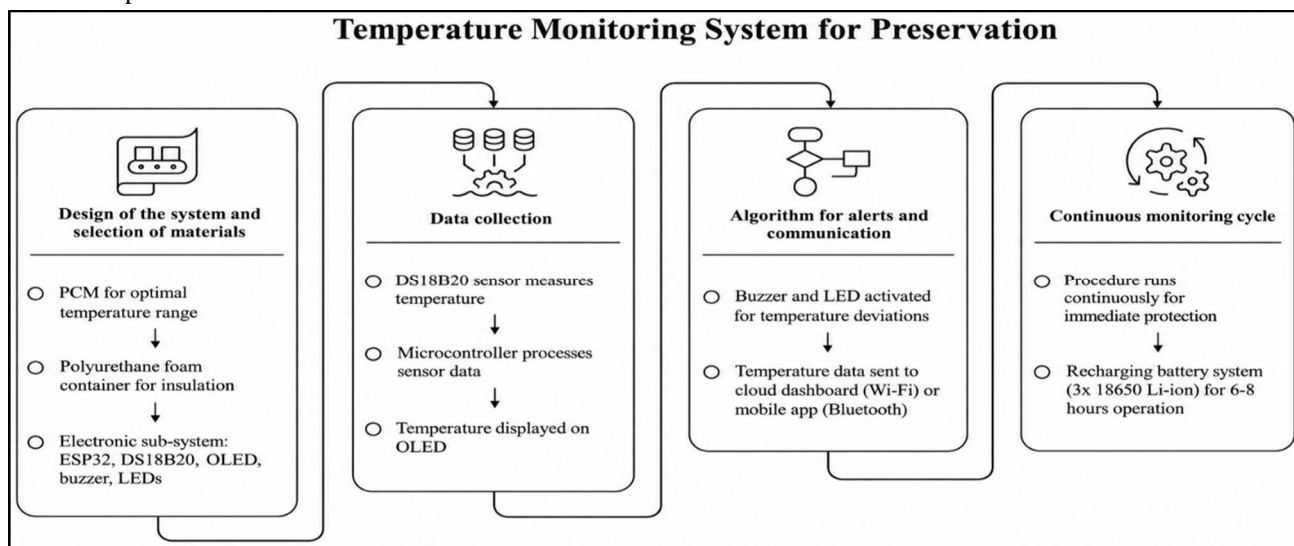 Temperature Monitoring System for Preservation
Design of the system and
selection of materials
PCM for optimal
temperature range
Polyurethane foam
container for insulation
Electronic sub-system:
ESP32, DS18B20, OLED,
buzzer, LEDs
Data collection
DS18B20 sensor measures
temperature
Microcontroller processes
sensor data
Temperature displayed on
OLED
Algorithm for alerts and
communication
Buzzer and LED activated
for temperature deviations
Temperature data sent to
cloud dashboard (Wi-Fi) or
mobile app (Bluetooth)
Continuous monitoring cycle
Procedure runs
continuously for
immediate protection
Recharging battery system
(3x 18650 Li-ion) for 6-8
hours operation